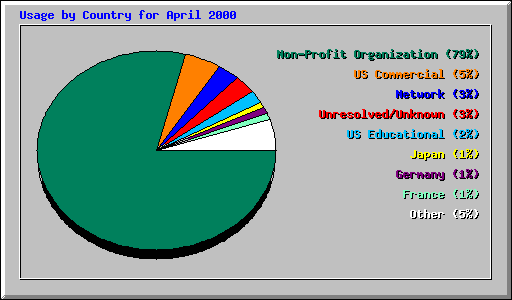 Usage by Country for April 2000
Non-Profit Organization (79%)
US Commercial (5%)
Network (3%)
Unresolved/Unknown (3%)
US Educational (2%)
Japan (1%)
Germany (1%)
France (1%)
Other (5%)